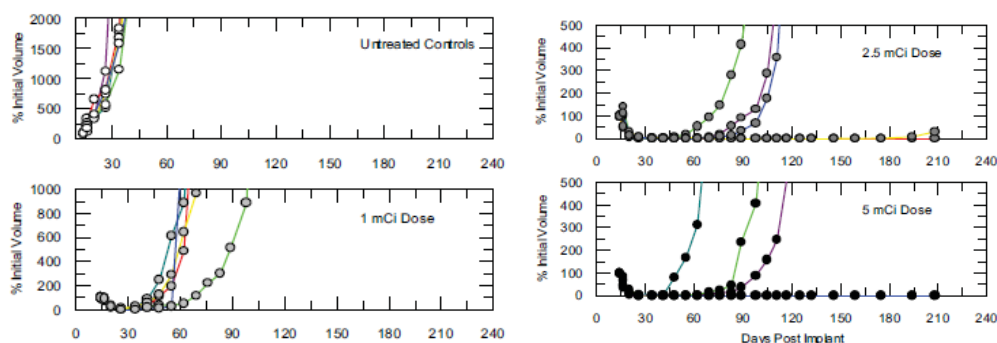 2000
1500
1000
500
0
% Initial Volume
Untreated Controls
30 60 90 120 150 180 210 240
1000
800
600
400
200
0
% Initial Volume
1 mCi Dose
0 30 60 90 120 150 180 210 240
500
400
300
200
100
0
% Initial Volume
2.5 mCi Dose
0 30 60 90 120 150 180 210 240
500
400
300
200
100
0
% Initial Volume
5 mCi Dose
0 30 60 90 120 150 180 210 240
Days Post Implant